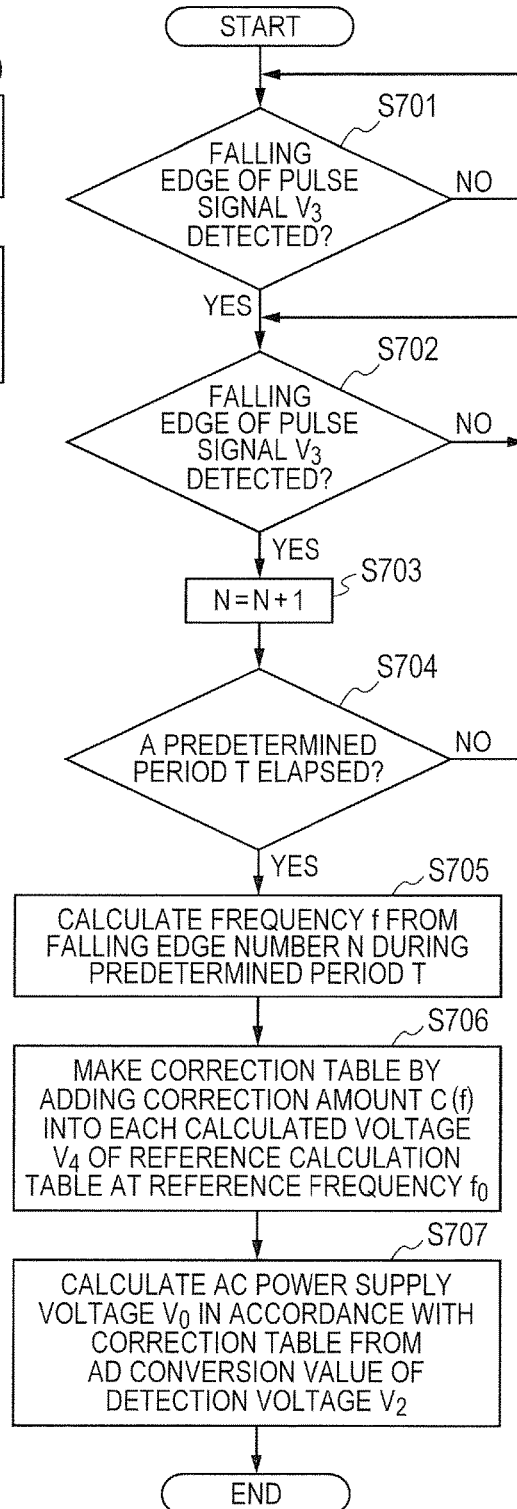 START
)
S701
FALLING
EDGE OF PULSE
SIGNAL V3
DETECTED?
NO
YES
S702
FALLING
EDGE OF PULSE
SIGNAL V3
DETECTED?
NO
YES
S703
N=N+1
S704
A PREDETERMINED
PERIOD T ELAPSED?
NO
YES
S705
CALCULATE FREQUENCY f FROM
FALLING EDGE NUMBER N DURING
PREDETERMINED PERIOD T
S706
MAKE CORRECTION TABLE BY
ADDING CORRECTION AMOUNT C(f)
INTO EACH CALCULATED VOLTAGE
V4 OF REFERENCE CALCULATION
TABLE AT REFERENCE FREQUENCY f0
S707
CALCULATE AC POWER SUPPLY
VOLTAGE V0 IN ACCORDANCE WITH
CORRECTION TABLE FROM
AD CONVERSION VALUE OF
DETECTION VOLTAGE V2
END